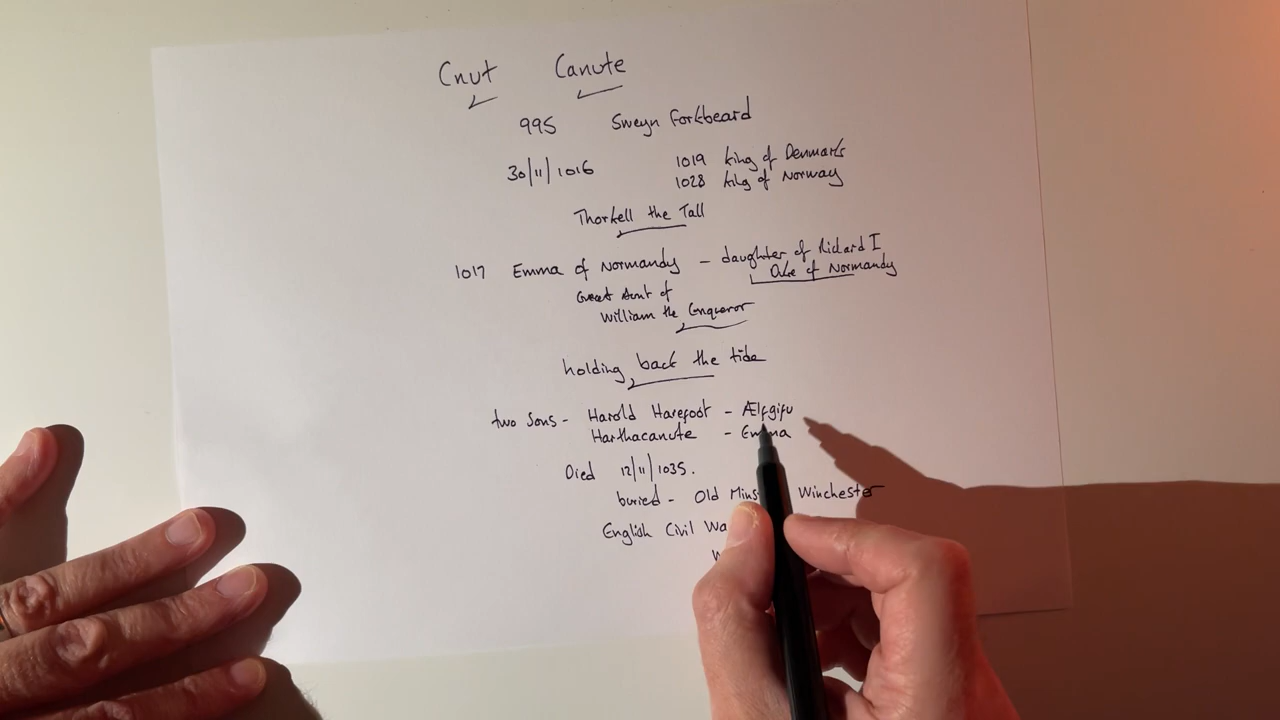 Cnut Canute
995 Sweyn Forkbeard
30/11/1016 1019 King of Denmark
1028 King of Norway
Thorkell the Tall
1017 Emma of Normandy - daughter of Richard I
Duke of Normandy
Great Aunt of
William the Conqueror
holding back the tide
two sons - Harold Harefoot - Ælfgifu
Harthacanute - Emma
Died 12/11/1035.
buried - Old Winchester
English Civil